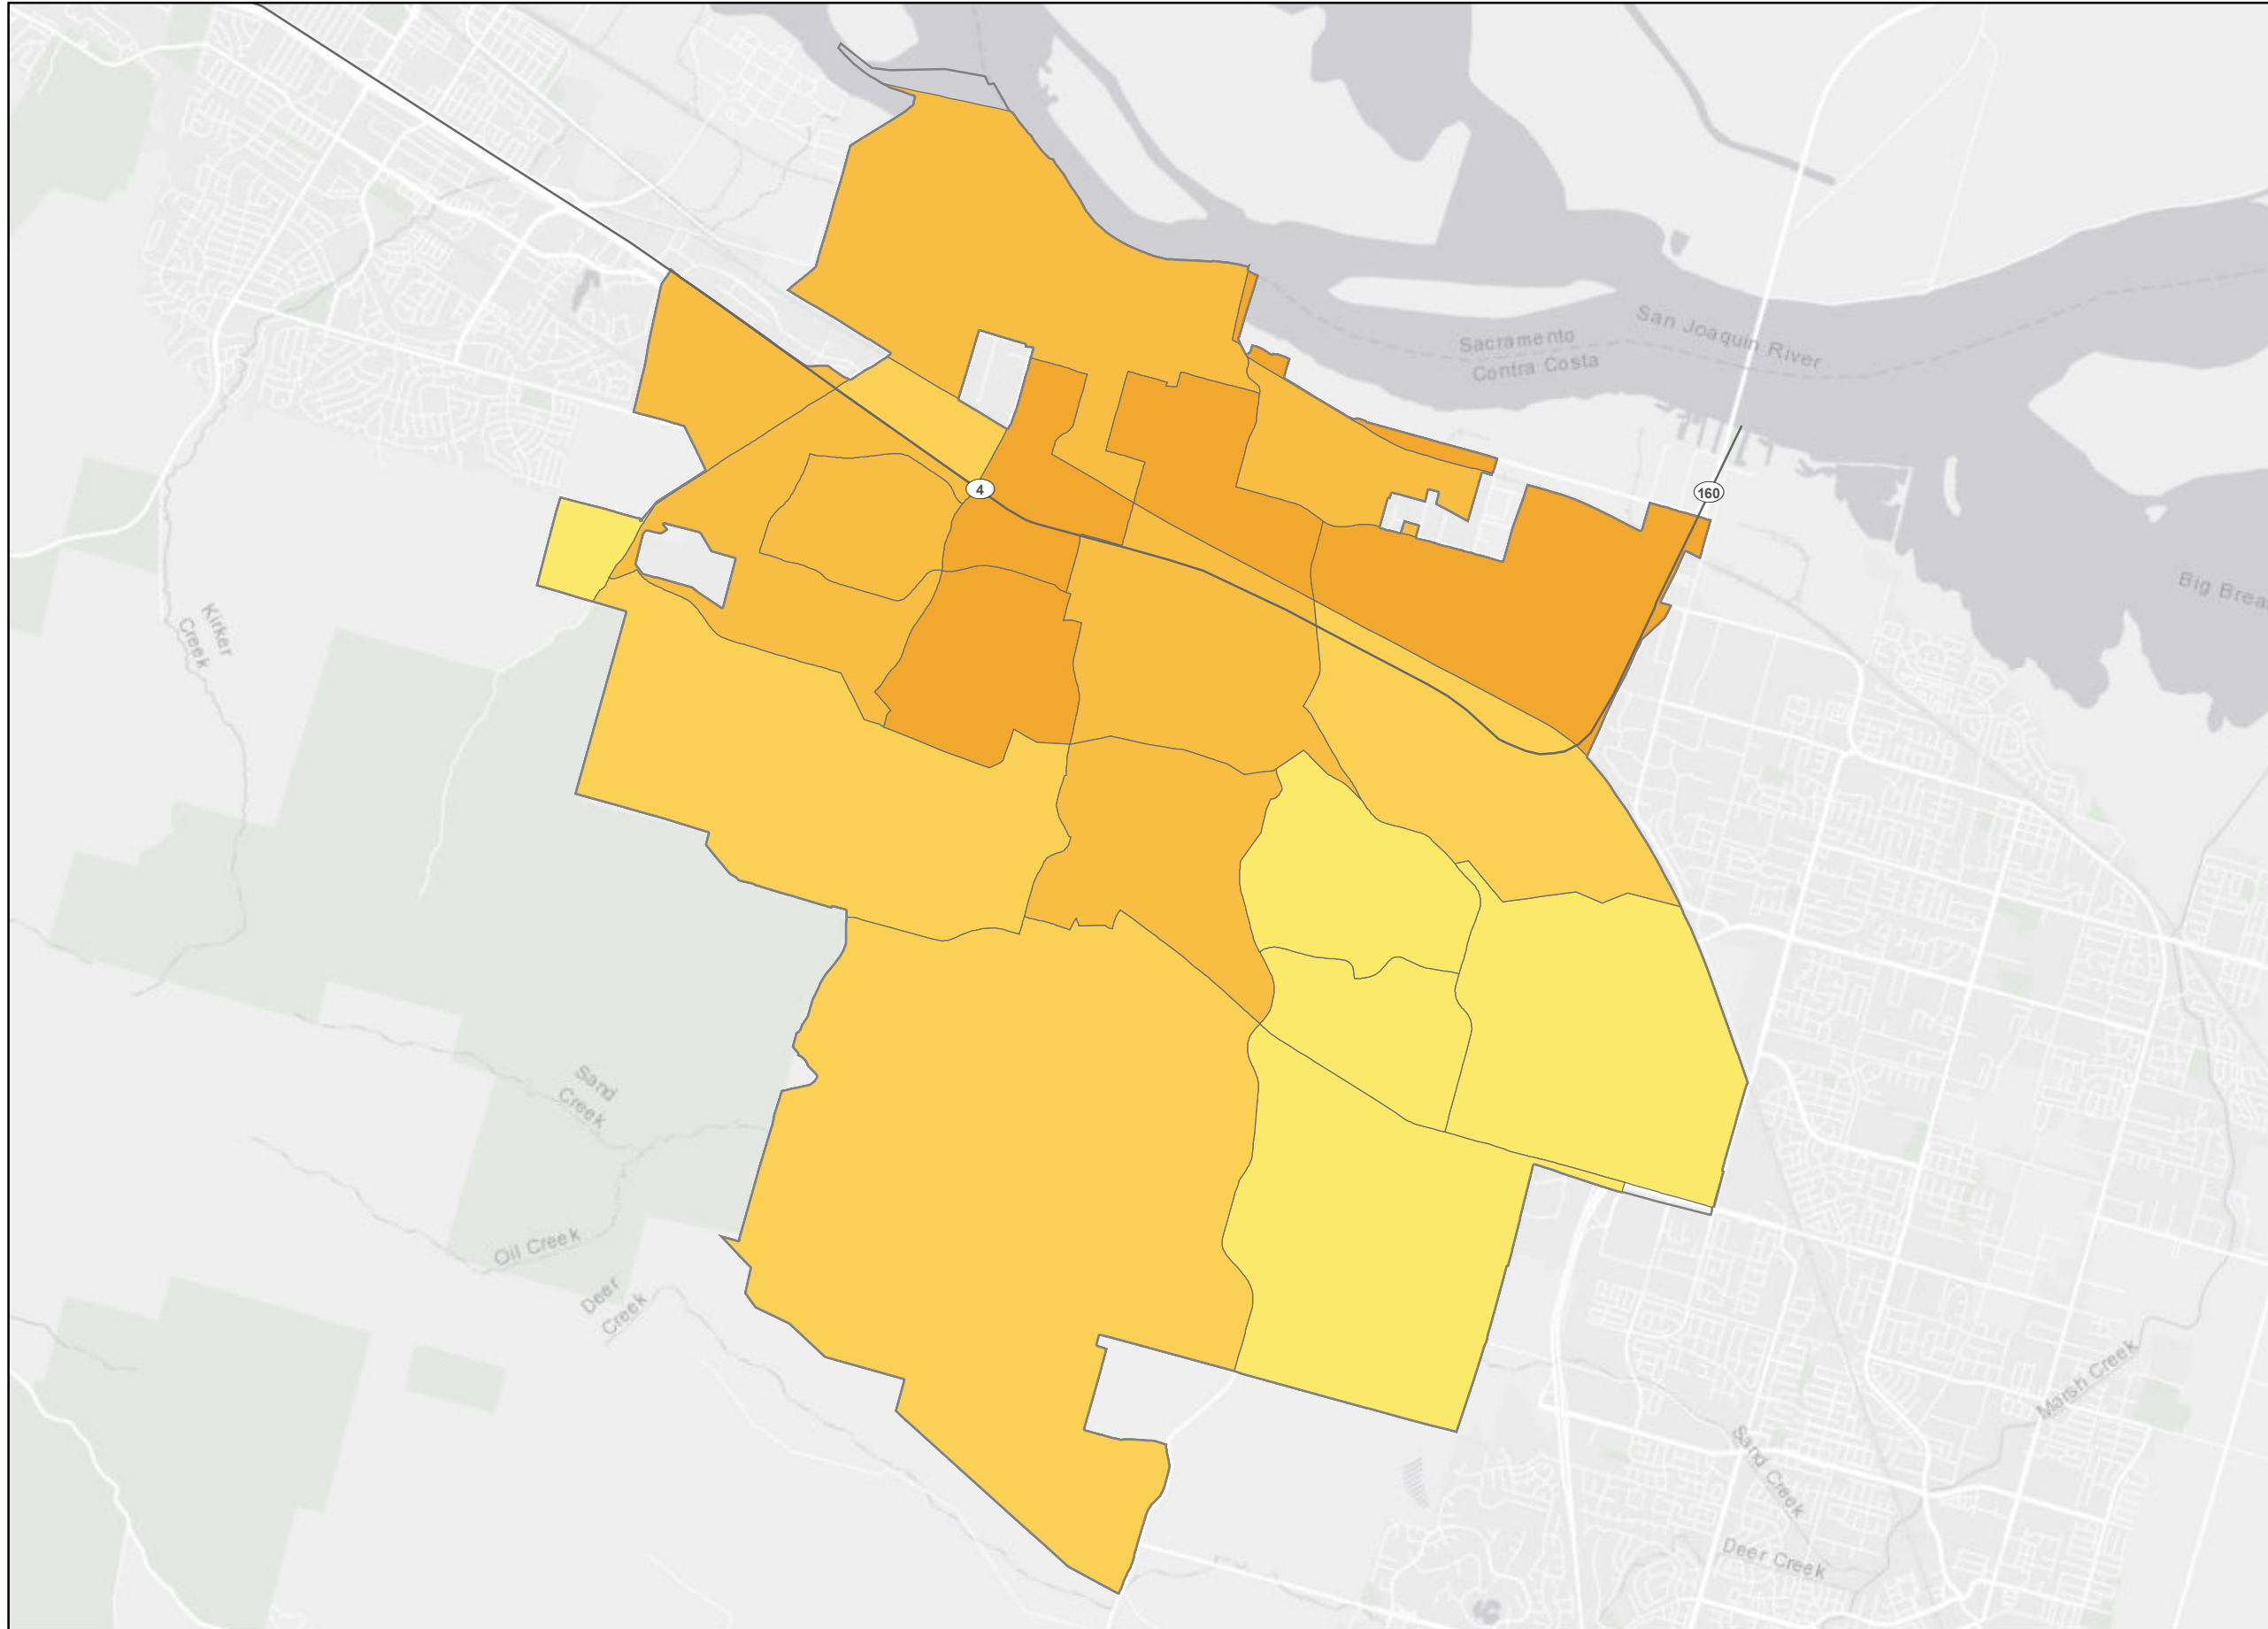 San Joaquin River
Sacramento
Contra Costa
4
160
Big Brea
Kirker
Creek
Sand
Creek
Oil Creek
Deer
Creek
Marsh Creek
Sand Creek
Deer Creek